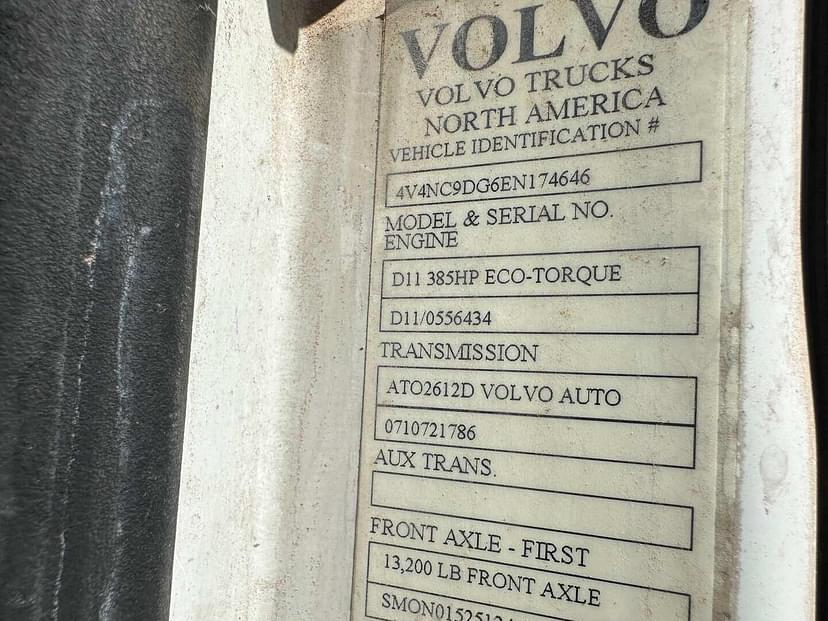 VOLVO
VOLVO TRUCKS
NORTH AMERICA
VEHICLE IDENTIFICATION #
4V4NC9DG6EN174646
MODEL & SERIAL NO.
ENGINE
D11 385HP ECO-TORQUE
D11/0556434
TRANSMISSION
ATO2612D VOLVO AUTO
0710721786
AUX TRANS.
FRONT AXLE - FIRST
13,200 LB FRONT AXLE